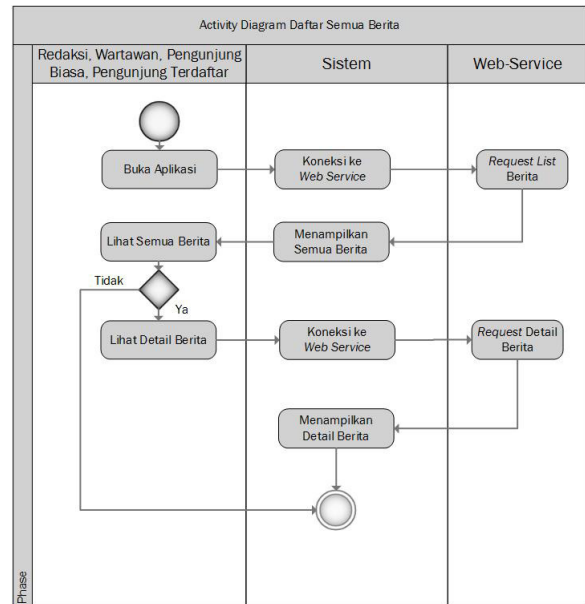 Activity Diagram Daftar Semua Berita
Redaksi, Wartawan, Pengunjung
Biasa, Pengunjung Terdaftar
Sistem
Web-Service
Buka Aplikasi
Koneksi ke
Web Service
Request List
Berita
Lihat Semua Berita
Menampilkan
Semua Berita
Tidak
Ya
Lihat Detail Berita
Koneksi ke
Web Service
Request Detail
Berita
Menampilkan
Detail Berita
Phase